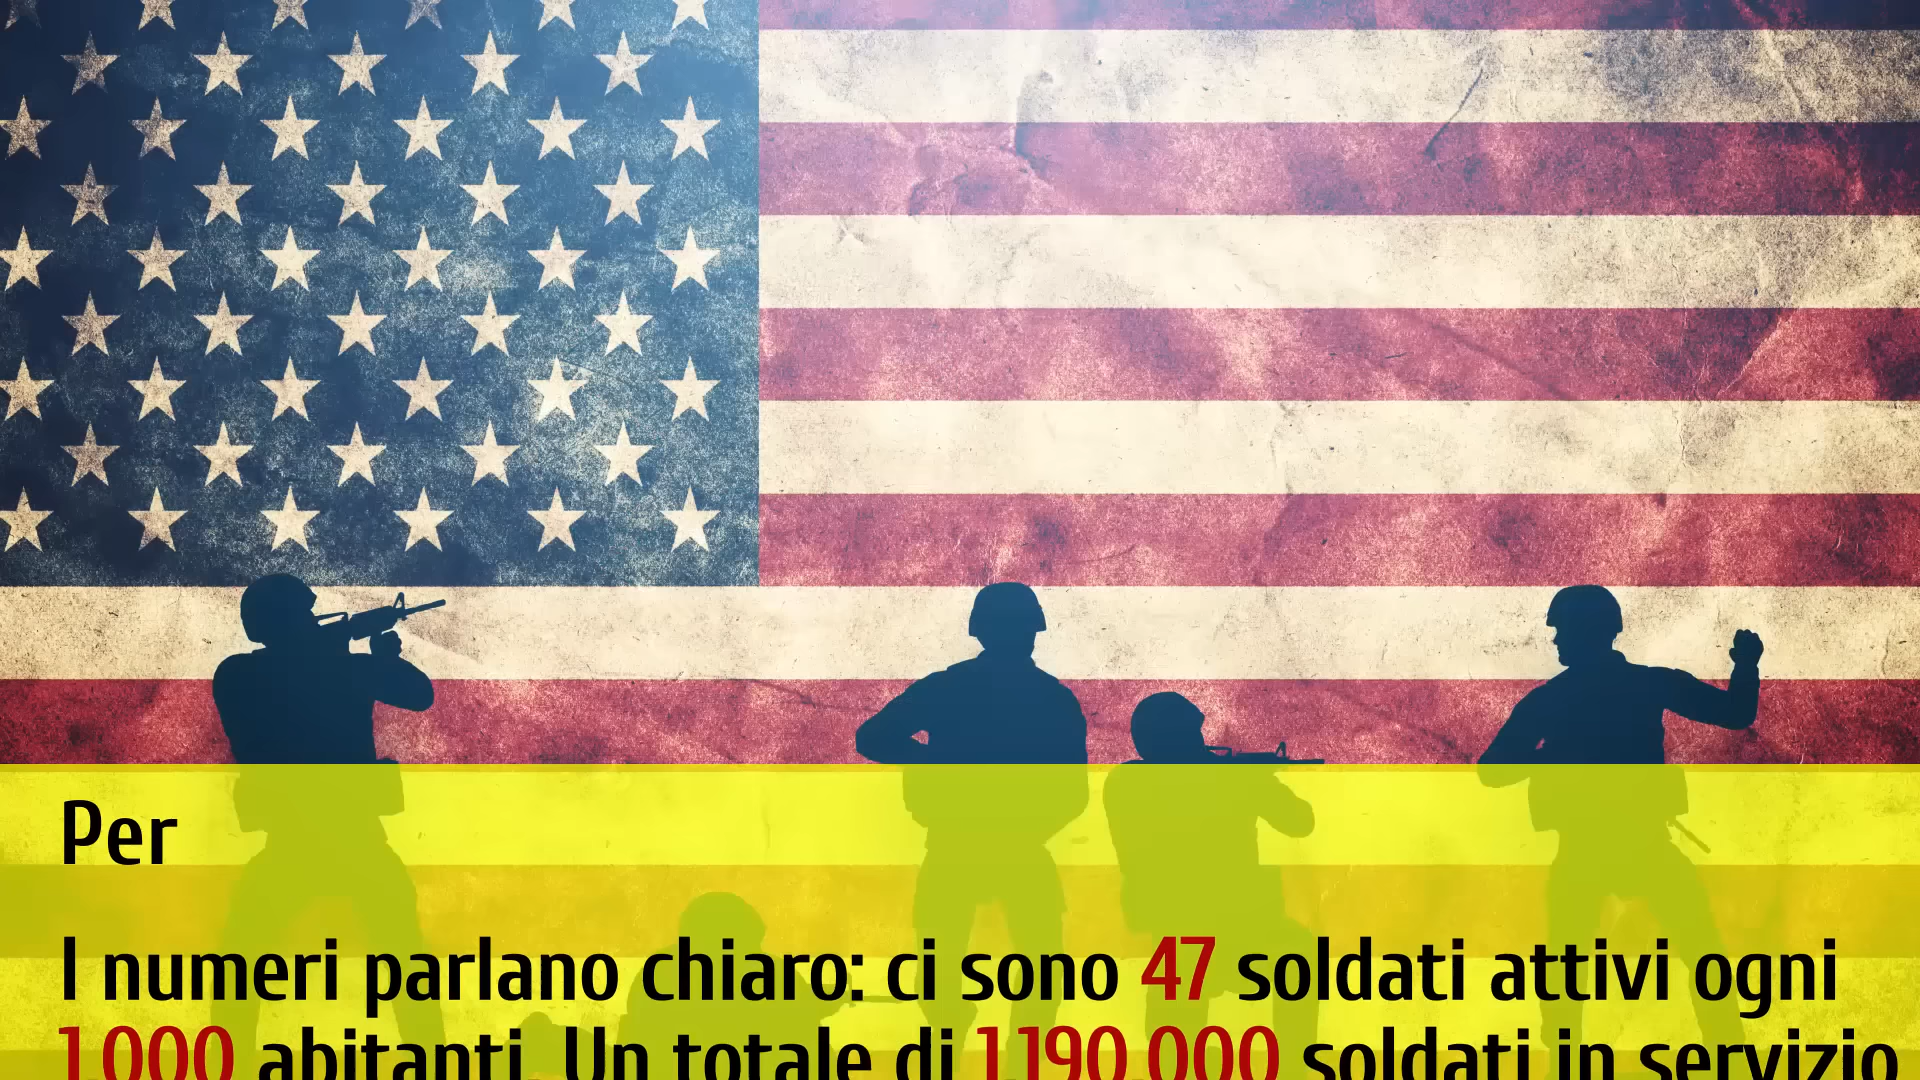 Per
I numeri parlano chiaro: ci sono 47 soldati attivi ogni
1.000 abitanti. Un totale di 1.190.000 soldati in servizio